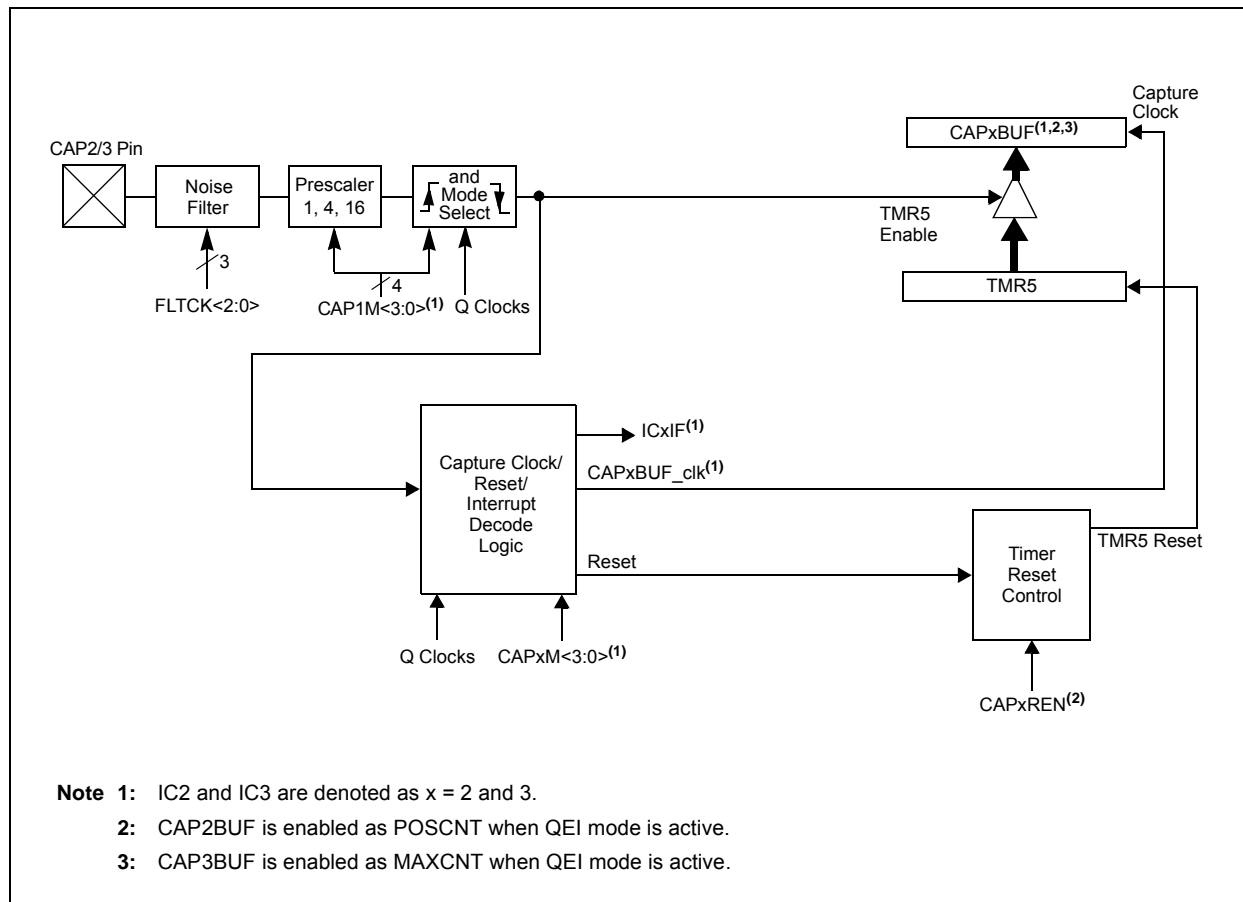 Capture
Clock
CAPxBUF(1,2,3)
CAP2/3 Pin
Noise
Filter
Prescaler
1, 4, 16
and
Mode
Select
TMR5
Enable
TMR5
3
4
FLTCK<2:0>
CAP1M<3:0>(1)
Q Clocks
Capture Clock/
Reset/
Interrupt
Decode
Logic
ICxIF(1)
CAPxBUF_clk(1)
Reset
Timer
Reset
Control
TMR5 Reset
Q Clocks
CAPxM<3:0>(1)
CAPxREN(2)
Note 1: IC2 and IC3 are denoted as x = 2 and 3.
2: CAP2BUF is enabled as POSCNT when QEI mode is active.
3: CAP3BUF is enabled as MAXCNT when QEI mode is active.